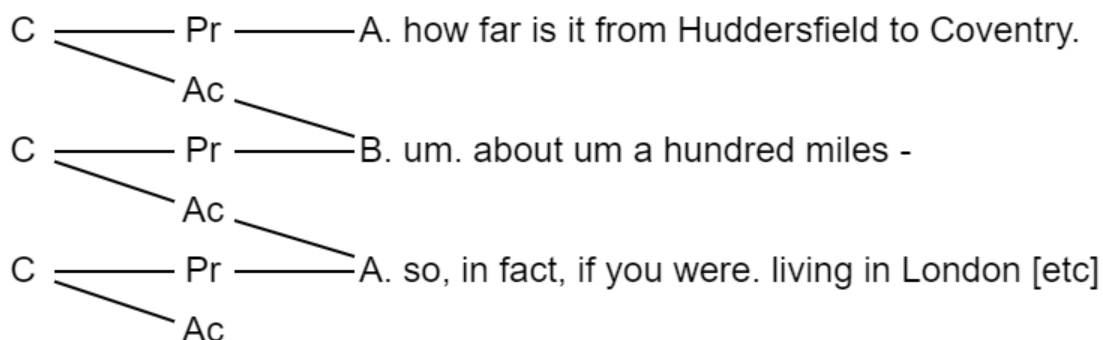 C Pr A. how far is it from Huddersfield to Coventry.
Ac
C Pr B. um. about um a hundred miles -
Ac
C Pr A. so, in fact, if you were. living in London [etc]
Ac